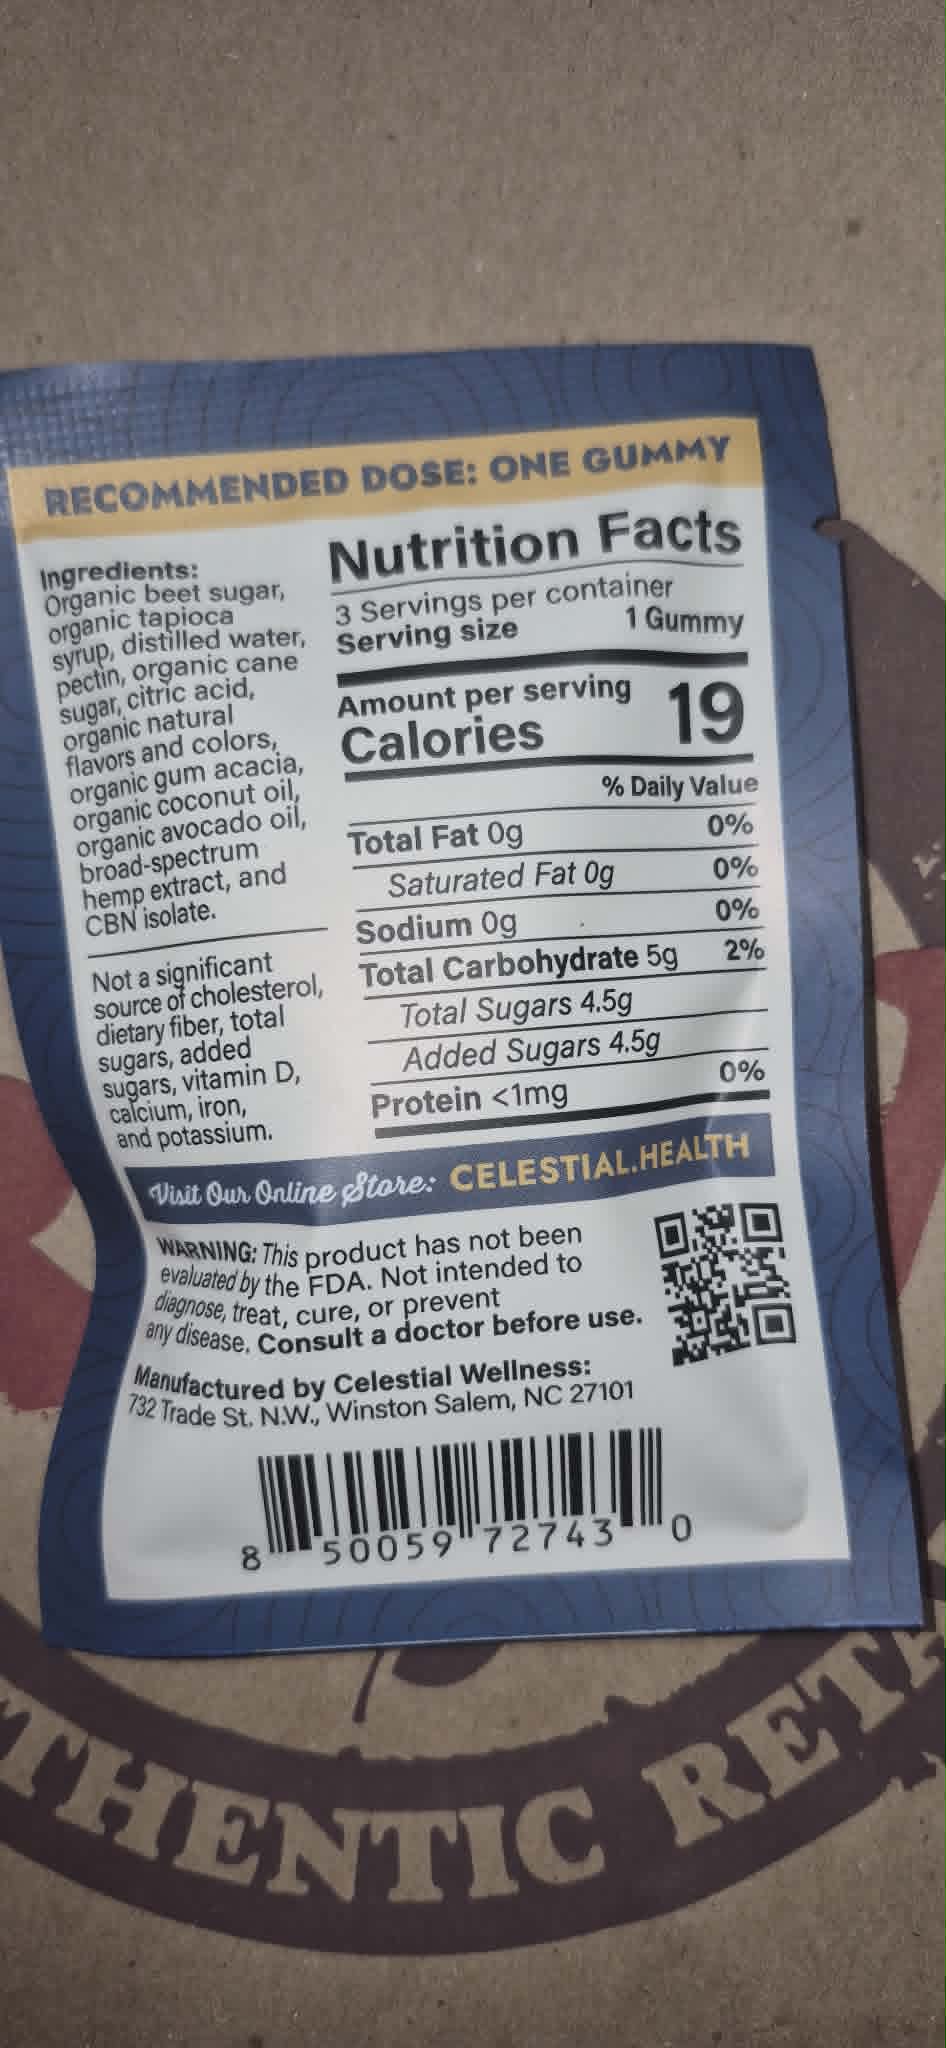 RECOMMENDED DOSE: ONE GUMMY
Ingredients:
Organic beet sugar,
organic tapioca
syrup, distilled water,
pectin, organic cane
sugar, citric acid,
organic natural
flavors and colors,
organic gum acacia,
organic coconut oil,
organic avocado oil,
broad-spectrum
hemp extract, and
CBN isolate.
Not a significant
source of cholesterol,
dietary fiber, total
sugars, added
sugars, vitamin D,
calcium, iron,
and potassium.
Nutrition Facts
3 Servings per container
Serving size 1 Gummy
Amount per serving
Calories 19
% Daily Value
Total Fat 0g 0%
Saturated Fat 0g 0%
Sodium 0g 0%
Total Carbohydrate 5g 2%
Total Sugars 4.5g
Added Sugars 4.5g
Protein <1mg 0%
Visit Our Online Store: CELESTIAL.HEALTH
WARNING: This product has not been
evaluated by the FDA. Not intended to
diagnose, treat, cure, or prevent
any disease. Consult a doctor before use.
Manufactured by Celestial Wellness:
732 Trade St. N.W., Winston Salem, NC 27101
8 50059 72743 0
THENTIC RETA